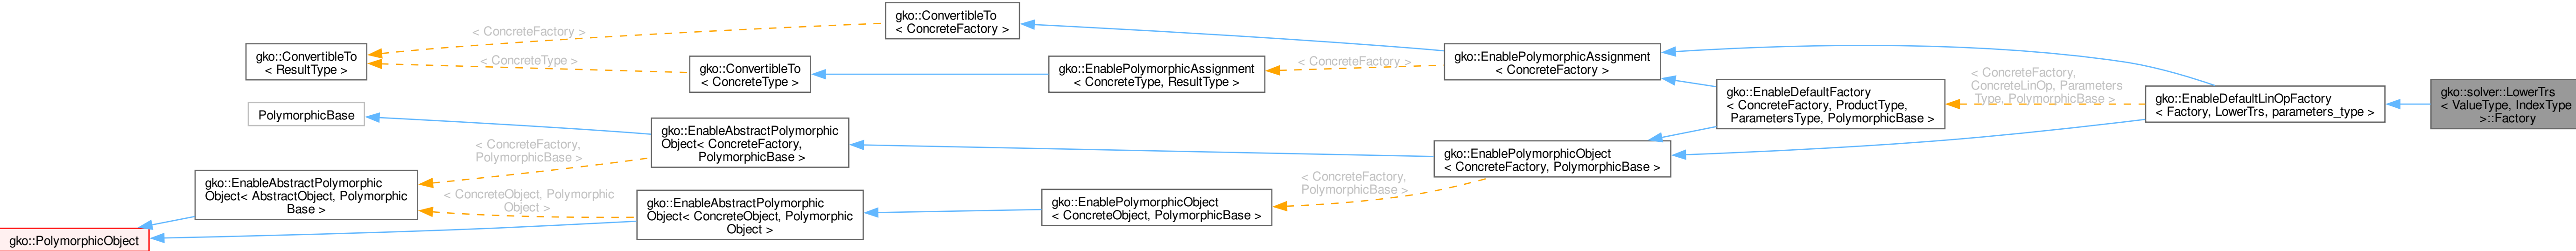 gko::ConvertibleTo
< ConcreteFactory >
< ConcreteFactory >
gko::ConvertibleTo
< ResultType >
< ConcreteType >
gko::ConvertibleTo
< ConcreteType >
gko::EnablePolymorphicAssignment
< ConcreteType, ResultType >
< ConcreteFactory >
gko::EnablePolymorphicAssignment
< ConcreteFactory >
PolymorphicBase
gko::EnableAbstractPolymorphic
Object< ConcreteFactory,
PolymorphicBase >
gko::EnableDefaultFactory
< ConcreteFactory, ProductType,
ParametersType, PolymorphicBase >
< ConcreteFactory,
ConcreteLinOp, Parameters
Type, PolymorphicBase >
gko::EnableDefaultLinOpFactory
< Factory, LowerTrs, parameters_type >
gko::solver::LowerTrs
< ValueType, IndexType
>::Factory
< ConcreteFactory,
PolymorphicBase >
gko::EnablePolymorphicObject
< ConcreteFactory, PolymorphicBase >
gko::EnableAbstractPolymorphic
Object< AbstractObject, Polymorphic
Base >
< ConcreteObject, Polymorphic
Object >
gko::EnableAbstractPolymorphic
Object< ConcreteObject, Polymorphic
Object >
gko::EnablePolymorphicObject
< ConcreteObject, PolymorphicBase >
< ConcreteFactory,
PolymorphicBase >
gko::PolymorphicObject